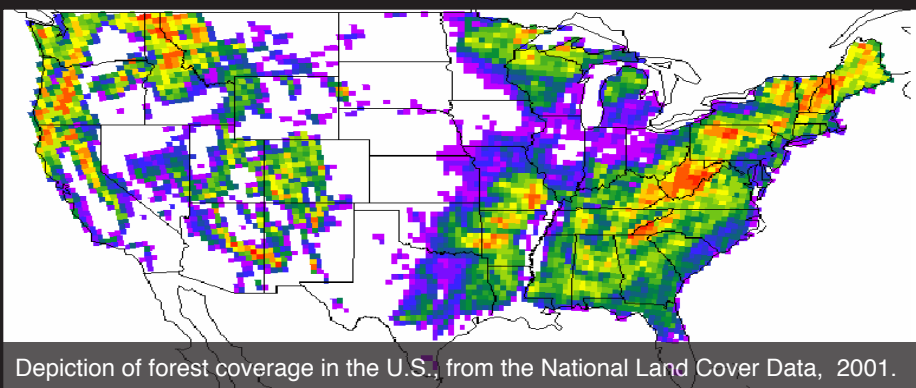 Depiction of forest coverage in the U.S., from the National Land Cover Data, 2001.